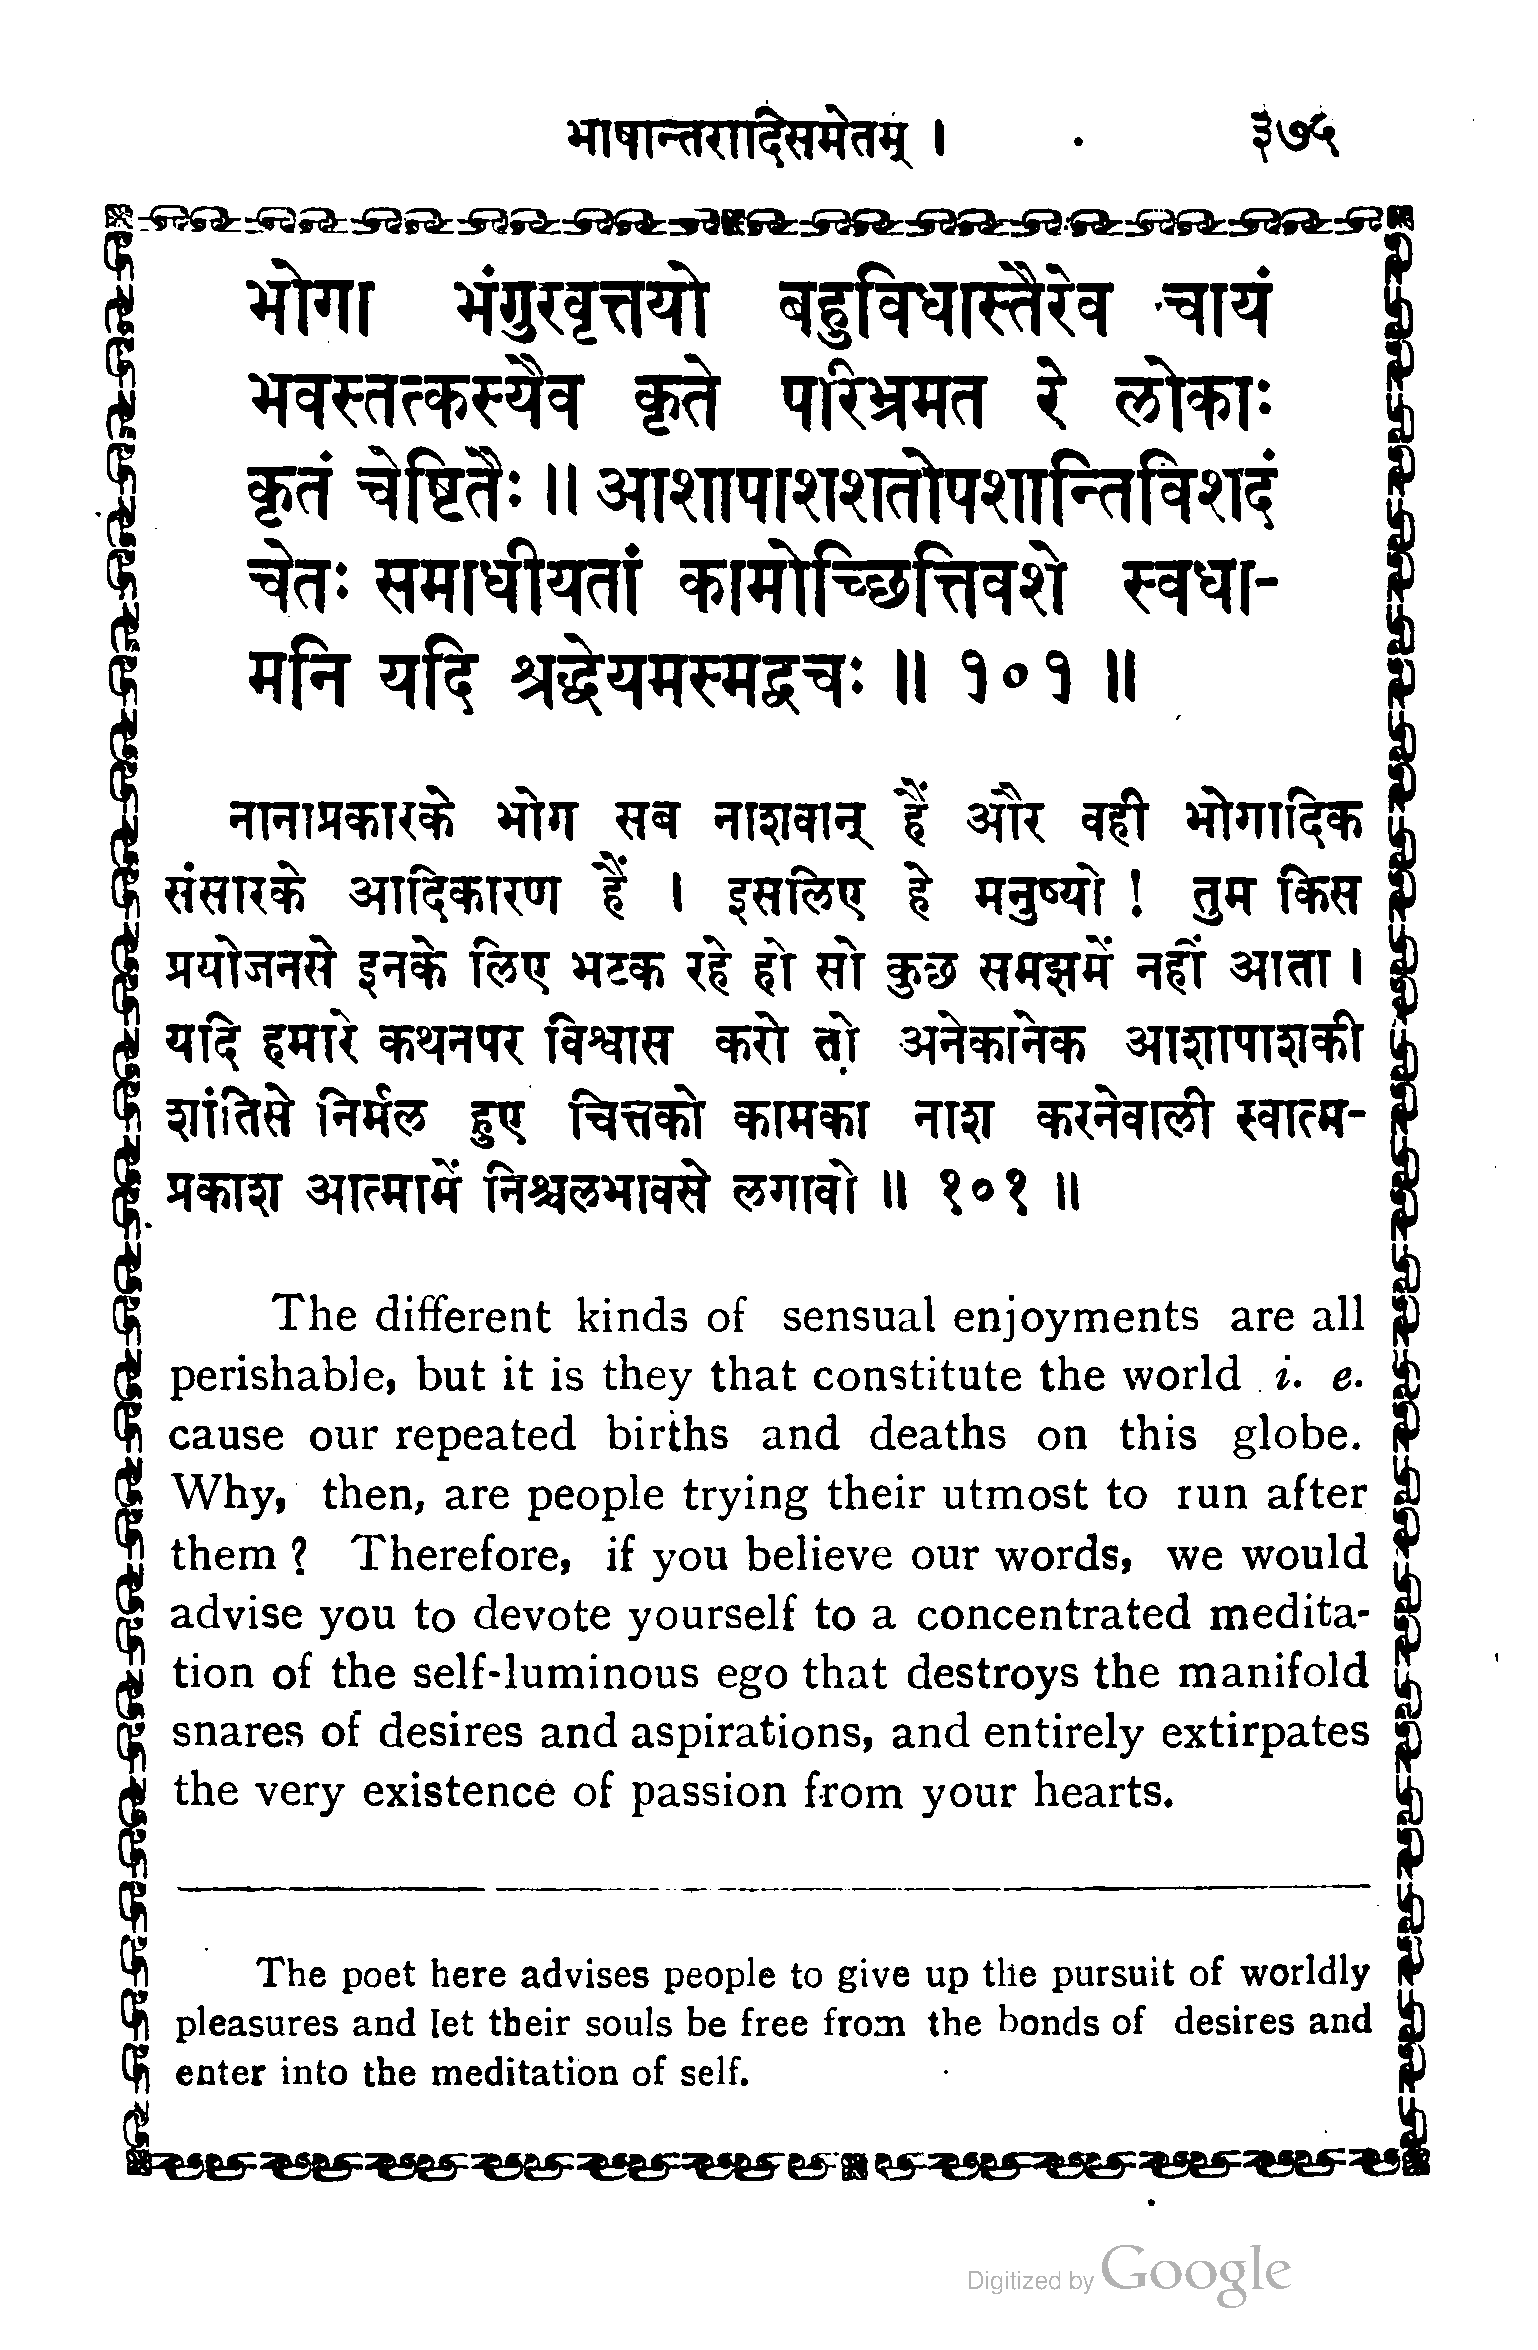 भाषान्तरादिसमेतम् । ३७५
भोगा भंगुरवृत्तयो बहुविधास्तैरेव चायं
भवस्तत्कस्यैव कृते परिभ्रमत रे लोकाः
कृतं चेष्टितैः ॥ आशापाशशतोपशान्तिविशदं
चेतः समाधीयतां कामोच्छित्तिवशे स्वधा-
मनि यदि श्रद्धेयमस्मद्वचः ॥ १०१ ॥
नानाप्रकारके भोग सब नाशवान् हैं और वही भोगादिक
संसारके आदिकारण हैं । इसलिए हे मनुष्यो ! तुम किस
प्रयोजनसे इनके लिए भटक रहे हो सो कुछ समझमें नहीं आता ।
यदि हमारे कथनपर विश्वास करो तो अनेकानेक आशापाशकी
शांतिसे निर्मल हुए चित्तको कामका नाश करनेवाली स्वात्म-
प्रकाश आत्मामें निश्चलभावसे लगावो ॥ १०१ ॥
The different kinds of sensual enjoyments are all
perishable, but it is they that constitute the world i. e.
cause our repeated births and deaths on this globe.
Why, then, are people trying their utmost to run after
them ? Therefore, if you believe our words, we would
advise you to devote yourself to a concentrated medita-
tion of the self-luminous ego that destroys the manifold
snares of desires and aspirations, and entirely extirpates
the very existence of passion from your hearts.
The poet here advises people to give up the pursuit of worldly
pleasures and let their souls be free from the bonds of desires and
enter into the meditation of self.
Digitized by Google